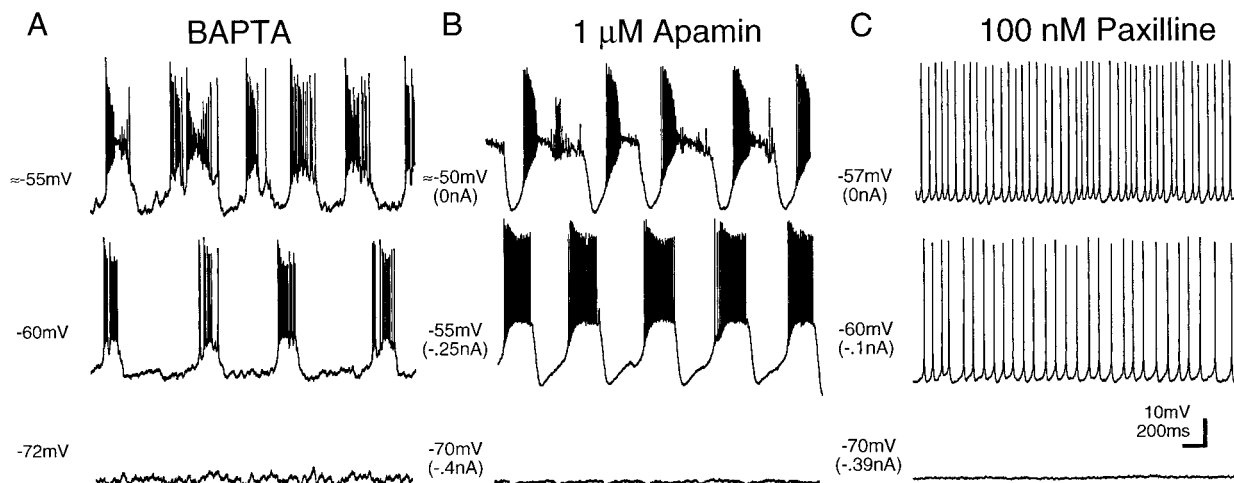 A
BAPTA
≈-55mV
-60mV
-72mV
B
1 μM Apamin
≈-50mV
(0nA)
-55mV
(-.25nA)
-70mV
(-.4nA)
C
100 nM Paxilline
-57mV
(0nA)
-60mV
(-.1nA)
10mV
200ms
-70mV
(-.39nA)